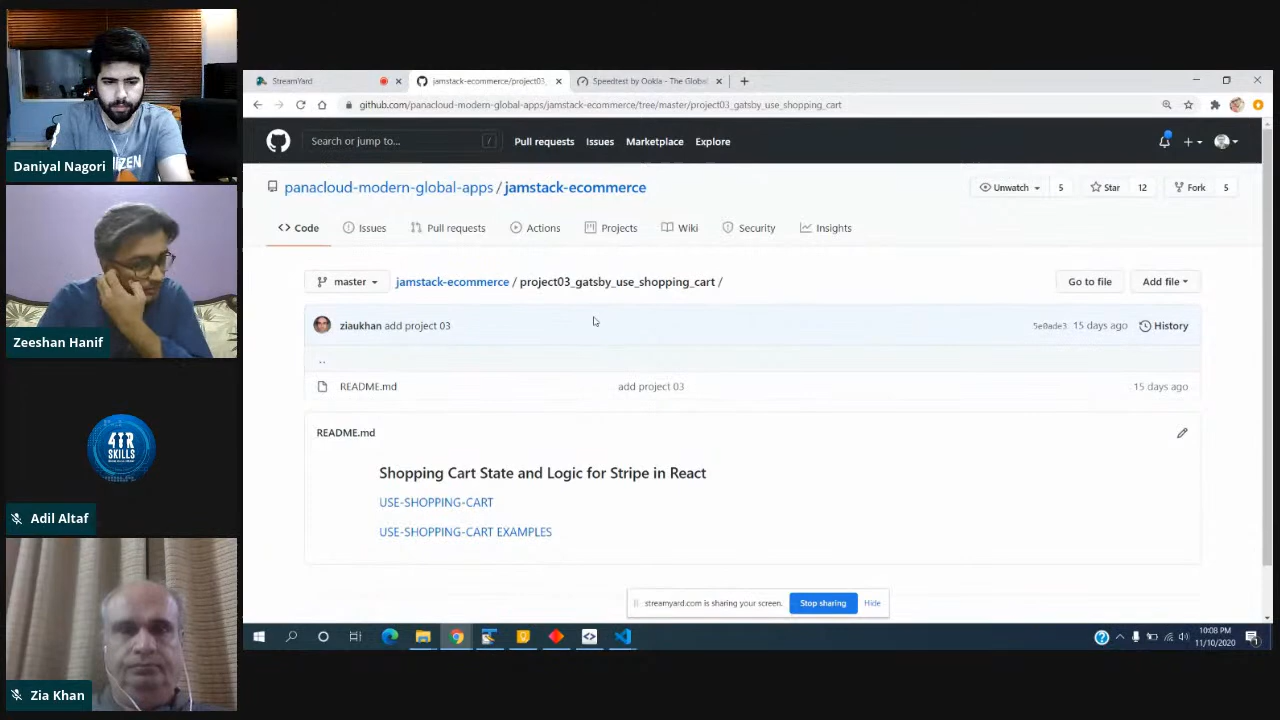 Daniyal Nagori
Zeeshan Hanif
4IR
SKILLS
Adil Altaf
Zia Khan
StreamYard
jamstack-ecommerce/project03_
Speedtest by Ookla - The Global
github.com/panacloud-modern-global-apps/jamstack-ecommerce/tree/master/project03_gatsby_use_shopping_cart
Search or jump to...
/
Pull requests
Issues
Marketplace
Explore
panacloud-modern-global-apps / jamstack-ecommerce
Unwatch 5
Star 12
Fork 5
Code
Issues
Pull requests
Actions
Projects
Wiki
Security
Insights
master
jamstack-ecommerce / project03_gatsby_use_shopping_cart /
Go to file
Add file
ziaukhan add project 03
5e0ade3 15 days ago
History
..
README.md
add project 03
15 days ago
README.md
Shopping Cart State and Logic for Stripe in React
USE-SHOPPING-CART
USE-SHOPPING-CART EXAMPLES
streamyard.com is sharing your screen.
Stop sharing
Hide
10:08 PM
11/10/2020